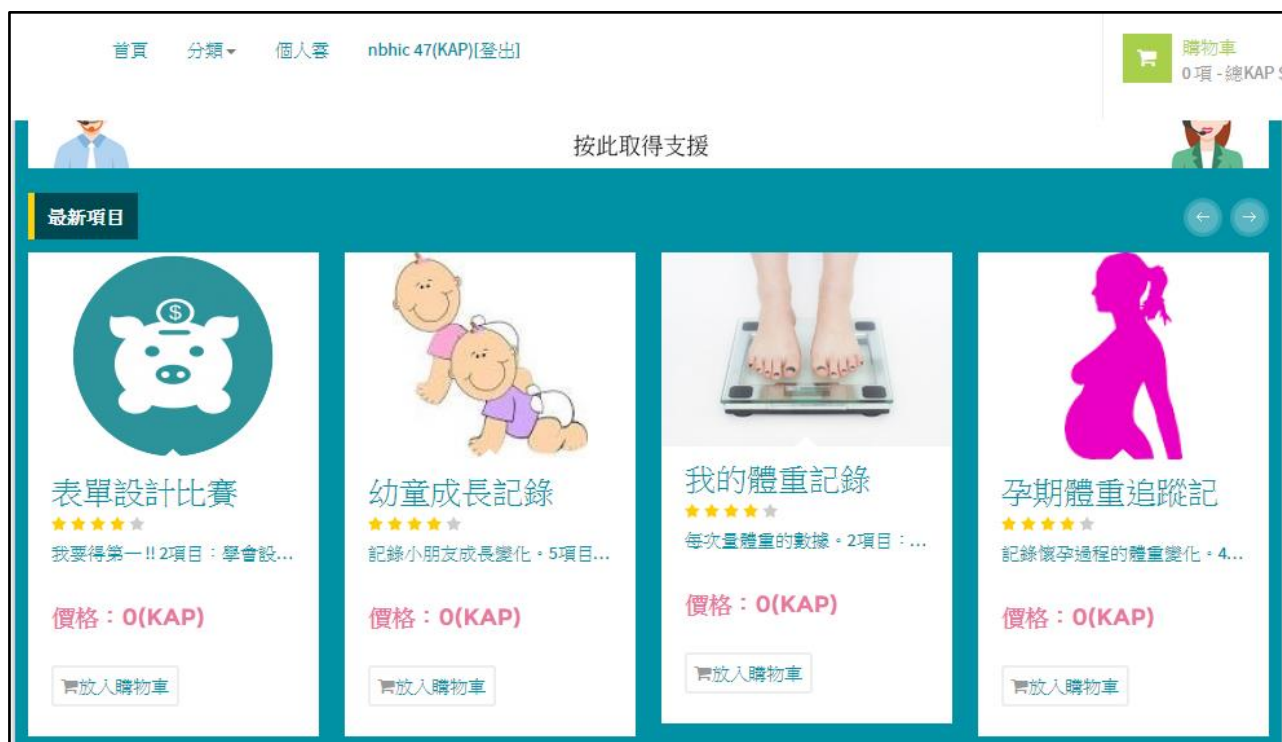 首頁 分類 個人雲 nbhic 47(KAP)[登出]
購物車
0 項 - 總KAP $
按此取得支援
最新項目
表單設計比賽
我要得第一 !! 2項目：學會設...
價格：0(KAP)
放入購物車
幼童成長記錄
記錄小朋友成長變化。5項目...
價格：0(KAP)
放入購物車
我的體重記錄
每次量體重的數據。2項目：...
價格：0(KAP)
放入購物車
孕期體重追蹤記
記錄懷孕過程的體重變化。4...
價格：0(KAP)
放入購物車